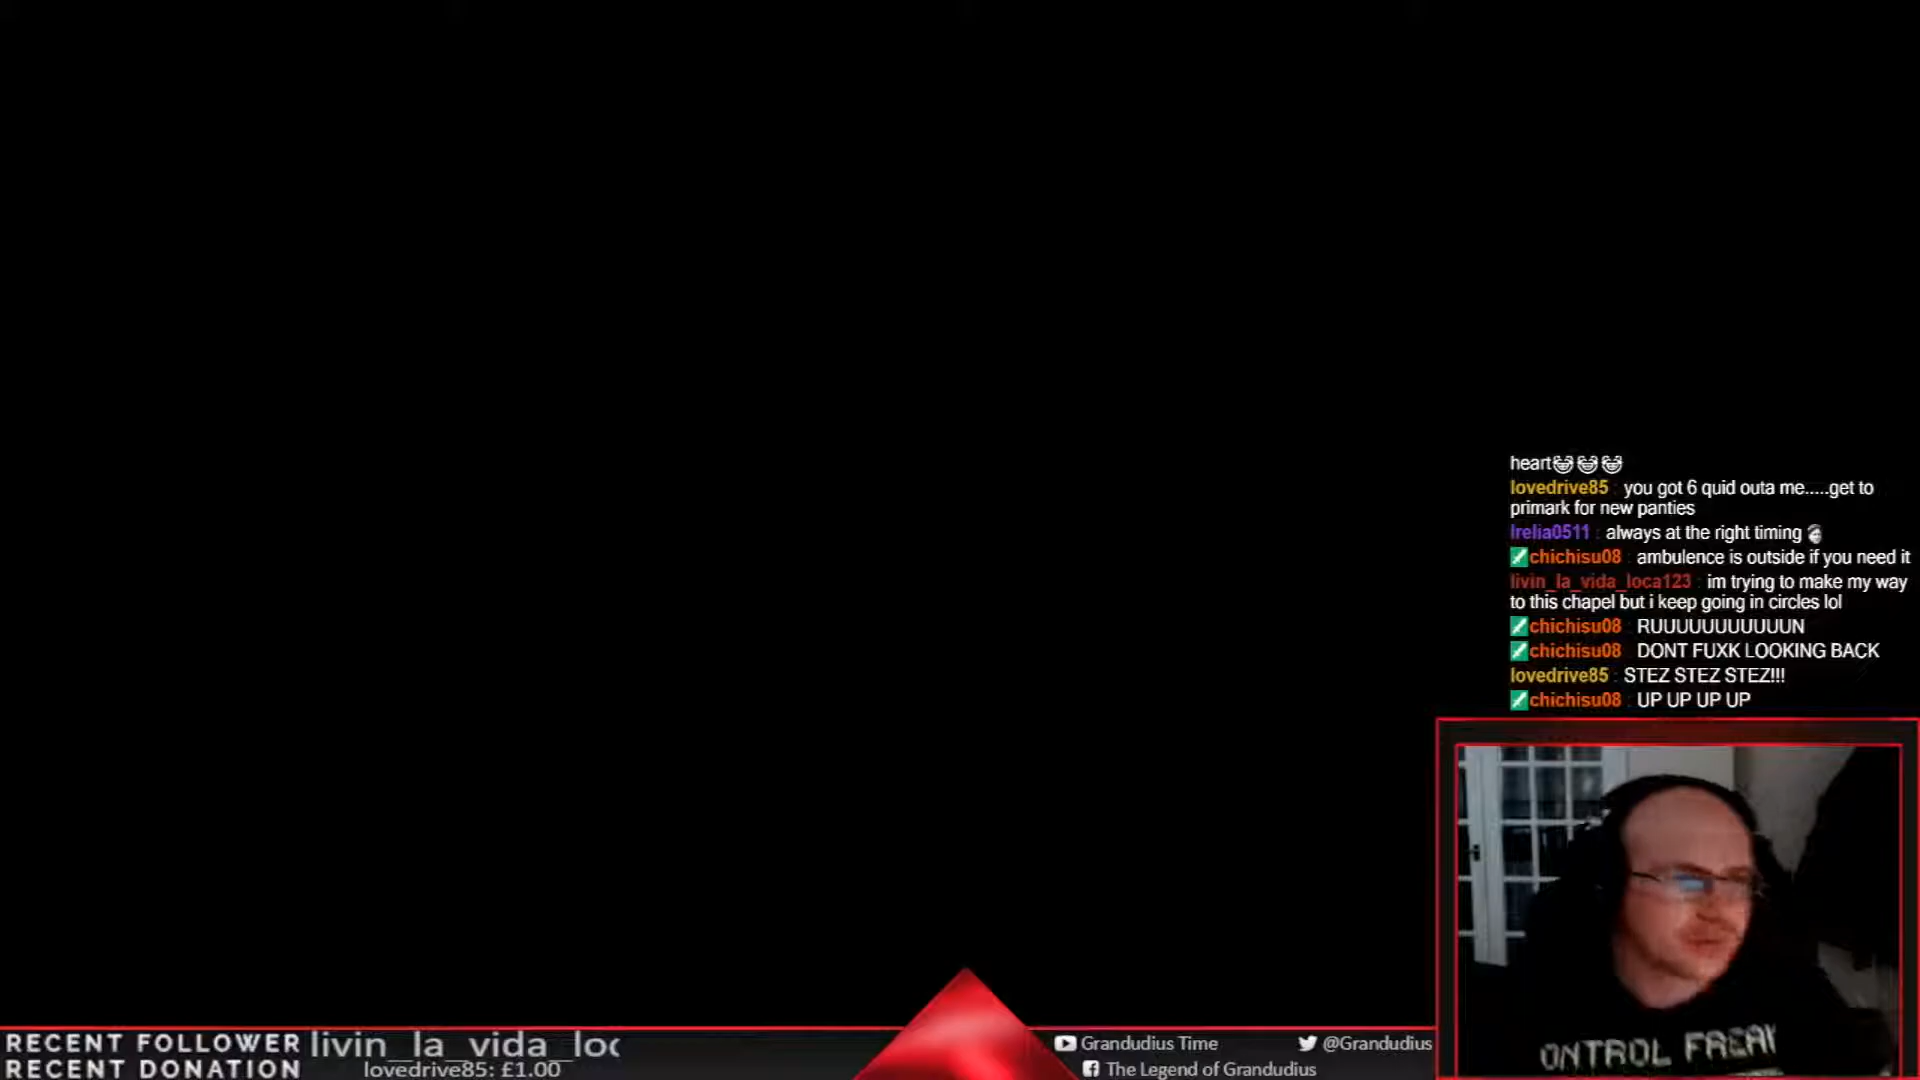 heart😂😂😂
lovedrive85 : you got 6 quid outa me.....get to
primark for new panties
Irelia0511 : always at the right timing
chichisu08 : ambulence is outside if you need it
livin_la_vida_loca123 : im trying to make my way
to this chapel but i keep going in circles lol
chichisu08 : RUUUUUUUUUUUN
chichisu08 : DONT FUXK LOOKING BACK
lovedrive85 : STEZ STEZ STEZ!!!
chichisu08 : UP UP UP UP
ONTROL FREAK
RECENT FOLLOWER livin_la_vida_loc
RECENT DONATION lovedrive85: £1.00
Grandudius Time @Grandudius
The Legend of Grandudius